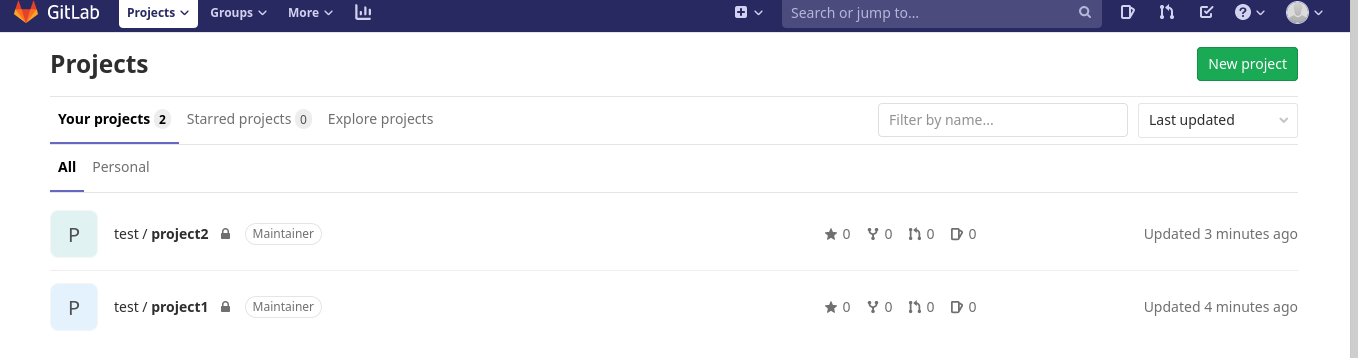 GitLab Projects Groups More Search or jump to...
Projects New project
Your projects 2 Starred projects 0 Explore projects Filter by name... Last updated
All Personal
P test / project2 Maintainer 0 0 0 0 Updated 3 minutes ago
P test / project1 Maintainer 0 0 0 0 Updated 4 minutes ago